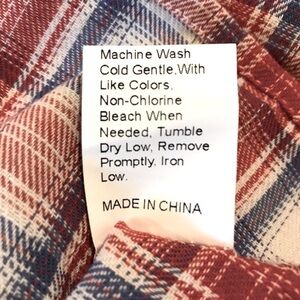 Machine Wash
Cold Gentle,With
Like Colors,
Non-Chlorine
Bleach When
Needed, Tumble
Dry Low, Remove
Promptly, Iron
Low.
MADE IN CHINA